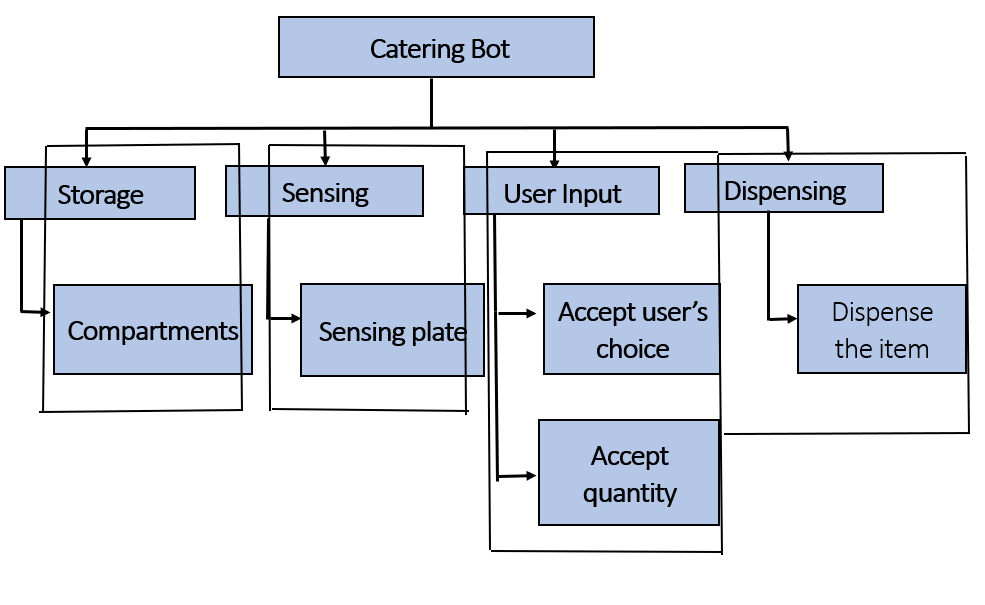 Catering Bot
Storage
Sensing
User Input
Dispensing
Compartments
Sensing plate
Accept user’s
choice
Dispense
the item
Accept
quantity